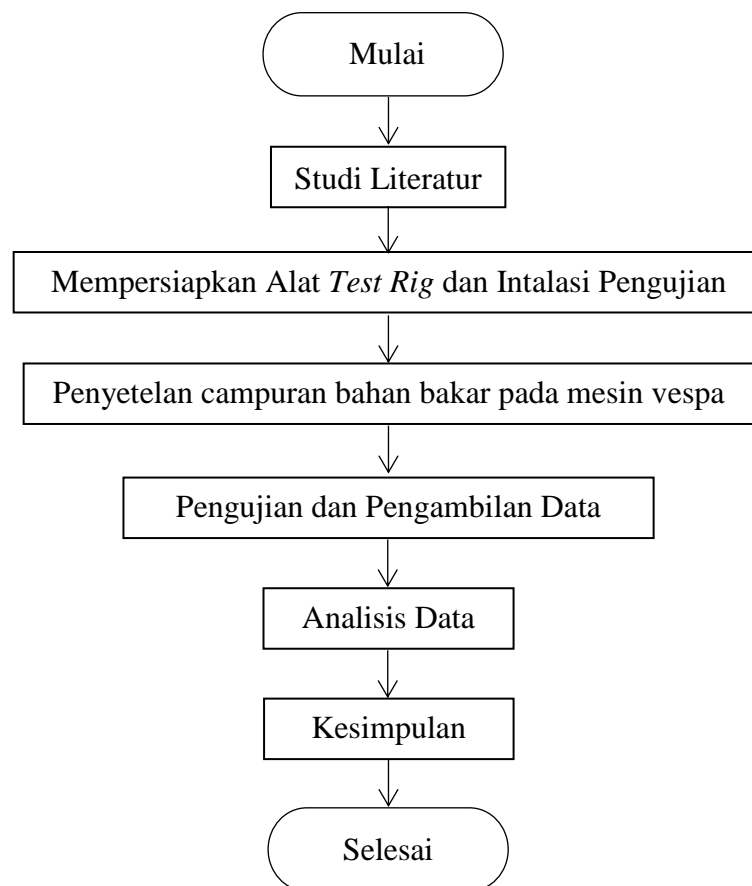 Mulai
Studi Literatur
Mempersiapkan Alat Test Rig dan Intalasi Pengujian
Penyetelan campuran bahan bakar pada mesin vespa
Pengujian dan Pengambilan Data
Analisis Data
Kesimpulan
Selesai